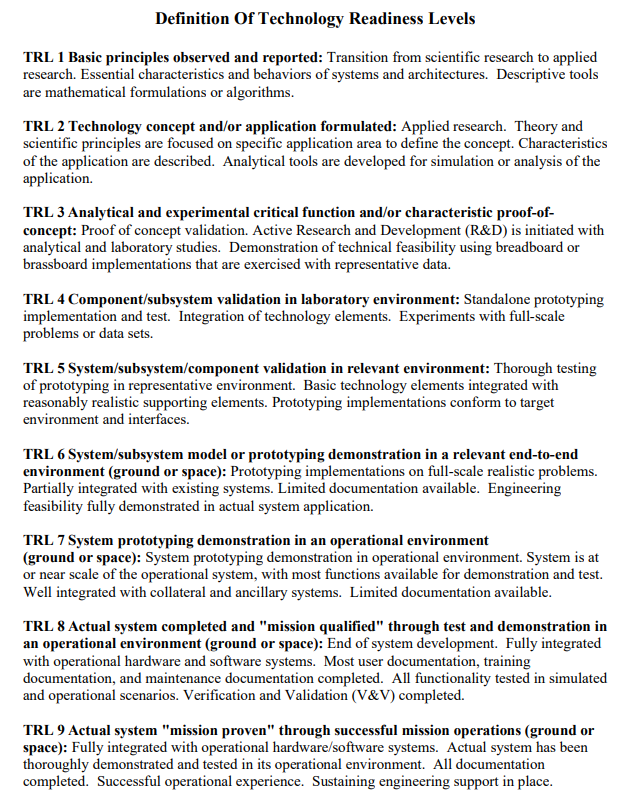 Definition Of Technology Readiness Levels
TRL 1 Basic principles observed and reported: Transition from scientific research to applied
research. Essential characteristics and behaviors of systems and architectures.  Descriptive tools
are mathematical formulations or algorithms.
TRL 2 Technology concept and/or application formulated: Applied research.  Theory and
scientific principles are focused on specific application area to define the concept. Characteristics
of the application are described.  Analytical tools are developed for simulation or analysis of the
application.
TRL 3 Analytical and experimental critical function and/or characteristic proof-of-
concept: Proof of concept validation. Active Research and Development (R&D) is initiated with
analytical and laboratory studies.  Demonstration of technical feasibility using breadboard or
brassboard implementations that are exercised with representative data.
TRL 4 Component/subsystem validation in laboratory environment: Standalone prototyping
implementation and test.  Integration of technology elements.  Experiments with full-scale
problems or data sets.
TRL 5 System/subsystem/component validation in relevant environment: Thorough testing
of prototyping in representative environment.  Basic technology elements integrated with
reasonably realistic supporting elements. Prototyping implementations conform to target
environment and interfaces.
TRL 6 System/subsystem model or prototyping demonstration in a relevant end-to-end
environment (ground or space): Prototyping implementations on full-scale realistic problems.
Partially integrated with existing systems. Limited documentation available.  Engineering
feasibility fully demonstrated in actual system application.
TRL 7 System prototyping demonstration in an operational environment
(ground or space): System prototyping demonstration in operational environment. System is at
or near scale of the operational system, with most functions available for demonstration and test.
Well integrated with collateral and ancillary systems.  Limited documentation available.
TRL 8 Actual system completed and "mission qualified" through test and demonstration in
an operational environment (ground or space): End of system development.  Fully integrated
with operational hardware and software systems.  Most user documentation, training
documentation, and maintenance documentation completed.  All functionality tested in simulated
and operational scenarios. Verification and Validation (V&V) completed.
TRL 9 Actual system "mission proven" through successful mission operations (ground or
space): Fully integrated with operational hardware/software systems.  Actual system has been
thoroughly demonstrated and tested in its operational environment.  All documentation
completed.  Successful operational experience.  Sustaining engineering support in place.